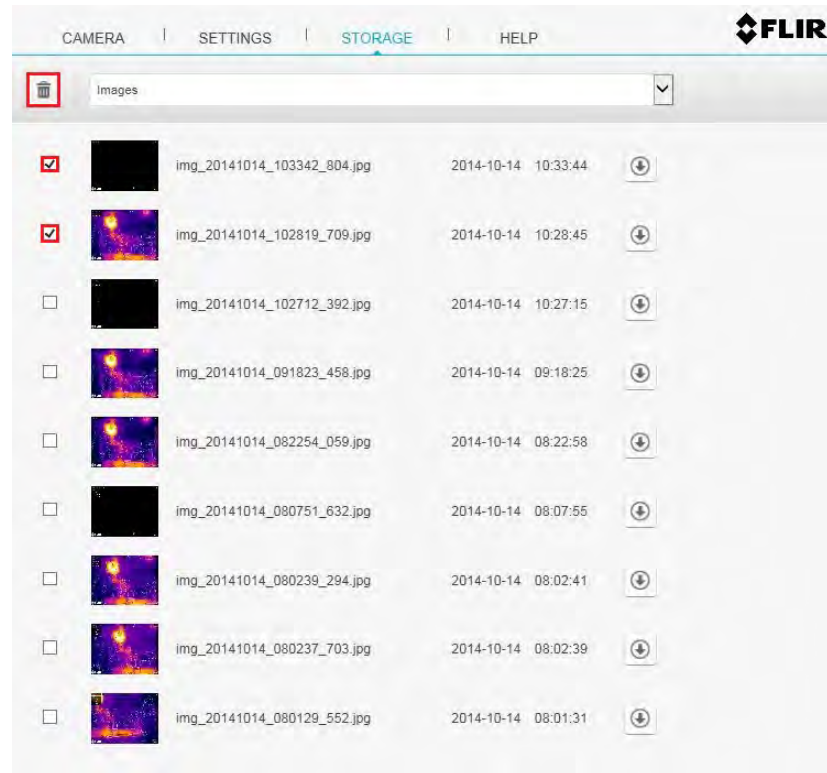 CAMERA | SETTINGS | STORAGE | HELP
FLIR
Images
img_20141014_103342_804.jpg 2014-10-14 10:33:44
img_20141014_102819_709.jpg 2014-10-14 10:28:45
img_20141014_102712_392.jpg 2014-10-14 10:27:15
img_20141014_091823_458.jpg 2014-10-14 09:18:25
img_20141014_082254_059.jpg 2014-10-14 08:22:58
img_20141014_080751_632.jpg 2014-10-14 08:07:55
img_20141014_080239_294.jpg 2014-10-14 08:02:41
img_20141014_080237_703.jpg 2014-10-14 08:02:39
img_20141014_080129_552.jpg 2014-10-14 08:01:31